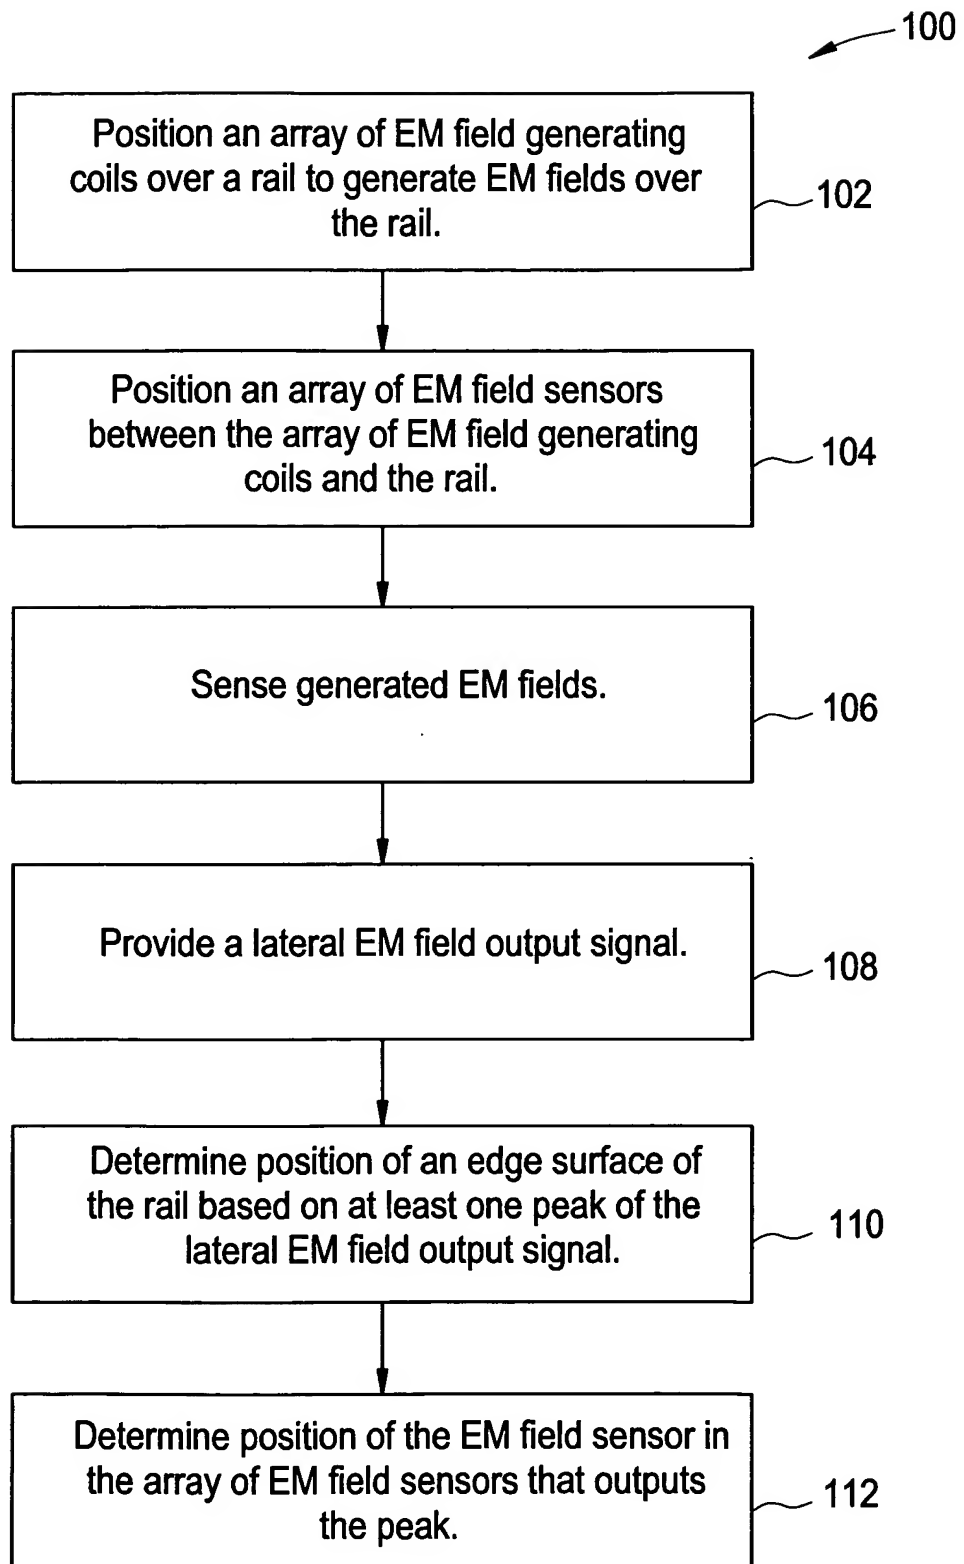 100
Position an array of EM field generating
coils over a rail to generate EM fields over
the rail.
102
Position an array of EM field sensors
between the array of EM field generating
coils and the rail.
104
Sense generated EM fields.
106
Provide a lateral EM field output signal.
108
Determine position of an edge surface of
the rail based on at least one peak of the
lateral EM field output signal.
110
Determine position of the EM field sensor in
the array of EM field sensors that outputs
the peak.
112